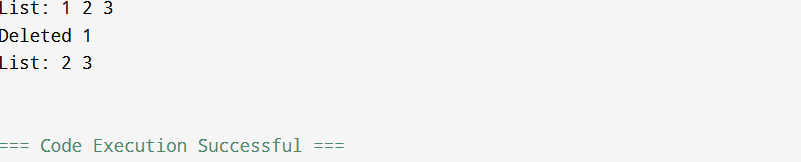 List: 1 2 3
Deleted 1
List: 2 3
=== Code Execution Successful ===